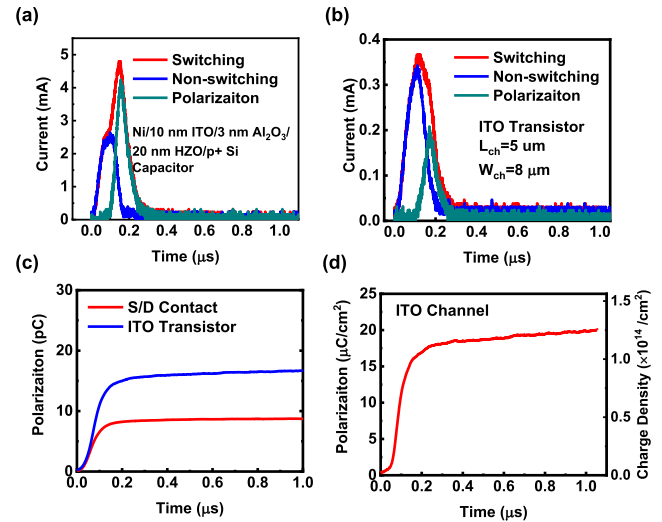 (a)
Current (mA)
5
4
3
2
1
0
Switching
Non-switching
Polarizaiton
Ni/10 nm ITO/3 nm Al₂O₃/
20 nm HZO/p+ Si
Capacitor
0.0 0.2 0.4 0.6 0.8 1.0
Time (μs)
(b)
Current (mA)
0.4
0.3
0.2
0.1
0.0
Switching
Non-switching
Polarizaiton
ITO Transistor
Lch=5 um
Wch=8 μm
0.0 0.2 0.4 0.6 0.8 1.0
Time (μs)
(c)
Polarizaiton (pC)
30
20
10
0
S/D Contact
ITO Transistor
0.0 0.2 0.4 0.6 0.8 1.0
Time (μs)
(d)
Polarizaiton (μC/cm²)
25
20
15
10
5
0
ITO Channel
1.5
1.0
0.5
0.0
Charge Density (×10¹⁴ /cm²)
0.0 0.2 0.4 0.6 0.8 1.0
Time (μs)